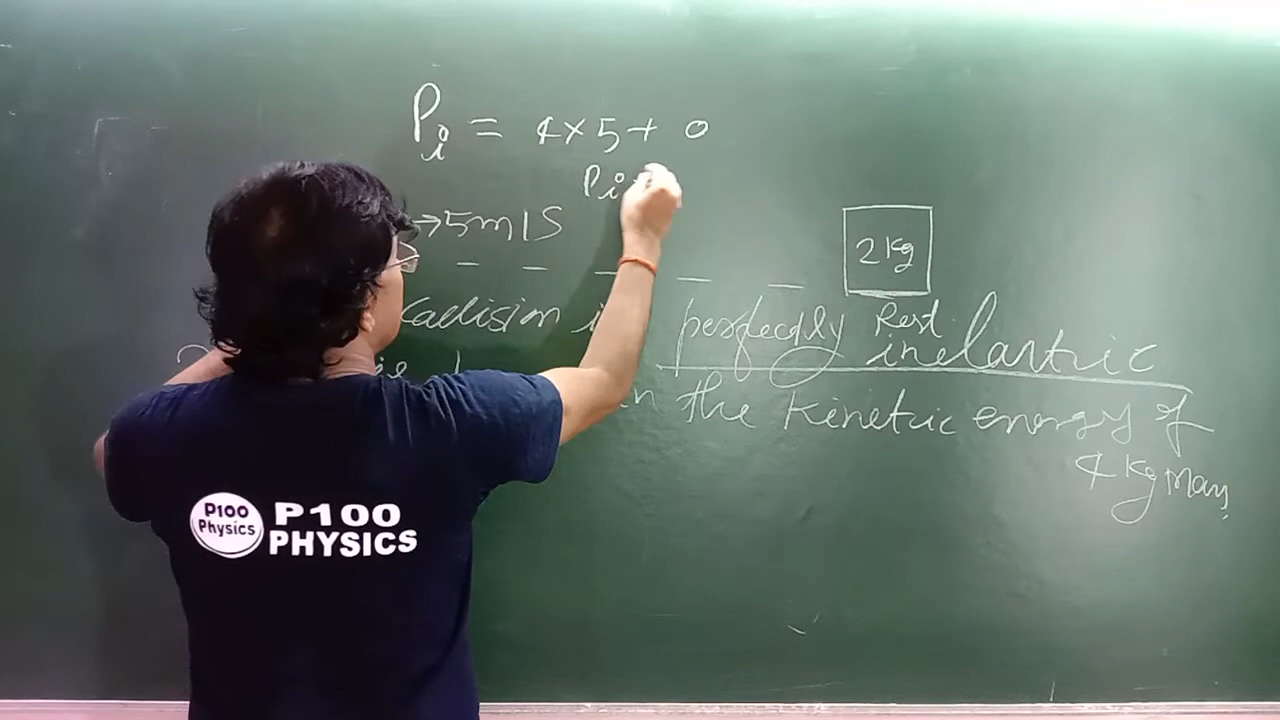 Pi = 4×5+ 0
Pi
→5m/s
2kg
Collision i perfectly Rest inelastic
n the kinetic energy of
4 kg mass
P100 Physics P100 PHYSICS